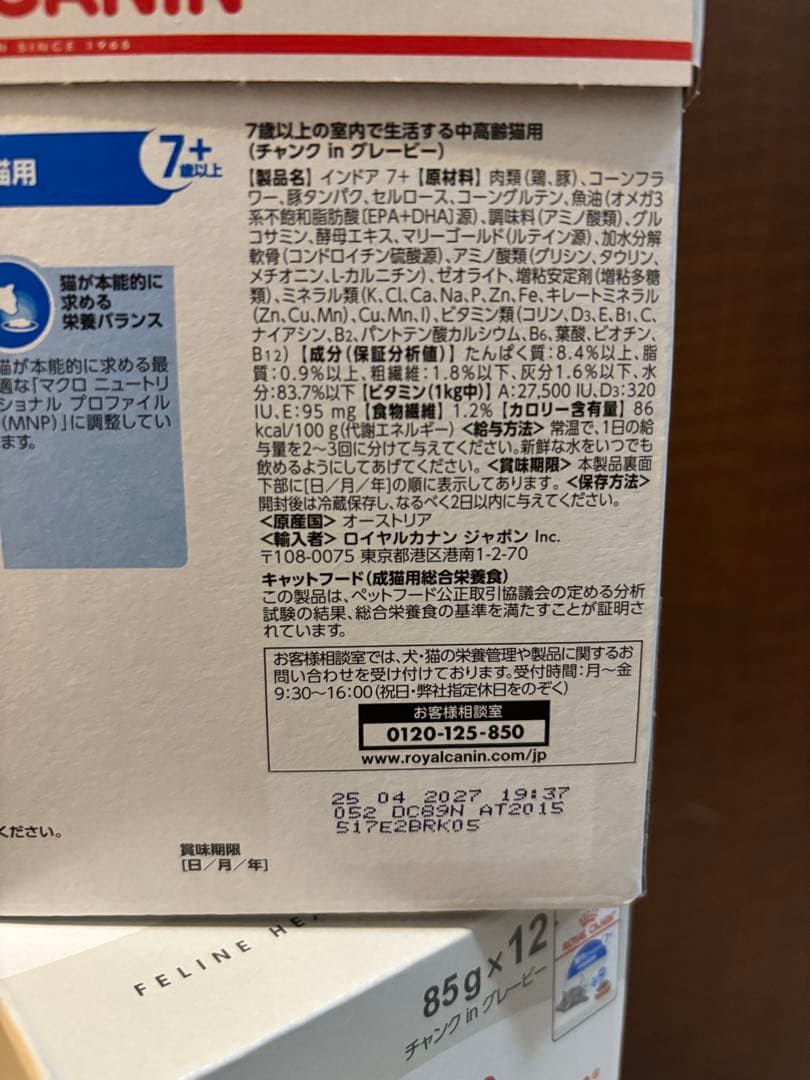 CANIN
N SINCE 1968
猫用
7+
歳以上
猫が本能的に
求める
栄養バランス
猫が本能的に求める最
適な「マクロ ニュートリ
ショナル プロファイル
(MNP)」に調整してい
ます。
7歳以上の室内で生活する中高齢猫用
(チャンク in グレービー)
【製品名】 インドア 7+【原材料】肉類(鶏、豚)、コーンフラ
ワー、豚タンパク、セルロース、コーングルテン、魚油(オメガ3
系不飽和脂肪酸〔EPA+DHA〕源)、調味料(アミノ酸類)、グル
コサミン、酵母エキス、マリーゴールド(ルテイン源)、加水分解
軟骨(コンドロイチン硫酸源)、アミノ酸類(グリシン、タウリン、
メチオニン、L-カルニチン)、ゼオライト、増粘安定剤(増粘多糖
類)、ミネラル類(K、Cl、Ca、Na、P、Zn、Fe、キレートミネラル
(Zn、Cu、Mn)、Cu、Mn、I)、ビタミン類(コリン、D3、E、B1、C、
ナイアシン、B2、パントテン酸カルシウム、B6、葉酸、ビオチン、
B12)【成分(保証分析値)】たんぱく質:8.4%以上、脂
質:0.9%以上、粗繊維:1.8%以下、灰分1.6%以下、水
分:83.7%以下【ビタミン(1kg中)】A:27,500 IU、D3:320
IU、E:95 mg【食物繊維】1.2%【カロリー含有量】86
kcal/100 g(代謝エネルギー)<給与方法>常温で、1日の給
与量を2〜3回に分けて与えてください。新鮮な水をいつでも
飲めるようにしてあげてください。<賞味期限> 本製品裏面
下部に[日/月/年]の順に表示してあります。<保存方法>
開封後は冷蔵保存し、なるべく2日以内に与えてください。
<原産国> オーストリア
<輸入者> ロイヤルカナン ジャポン Inc.
〒108-0075 東京都港区港南1-2-70
キャットフード(成猫用総合栄養食)
この製品は、ペットフード公正取引協議会の定める分析
試験の結果、総合栄養食の基準を満たすことが証明さ
れています。
お客様相談室では、犬・猫の栄養管理や製品に関するお
問い合わせを受け付けております。受付時間:月〜金
9:30〜16:00(祝日・弊社指定休日をのぞく)
お客様相談室
0120-125-850
www.royalcanin.com/jp
25 04 2027 19:37
052 DC89N AT2015
517E2BRK05
ください。
賞味期限
[日/月/年]
FELINE HE
85g×12
チャンク in グレービー
ROYAL CANIN